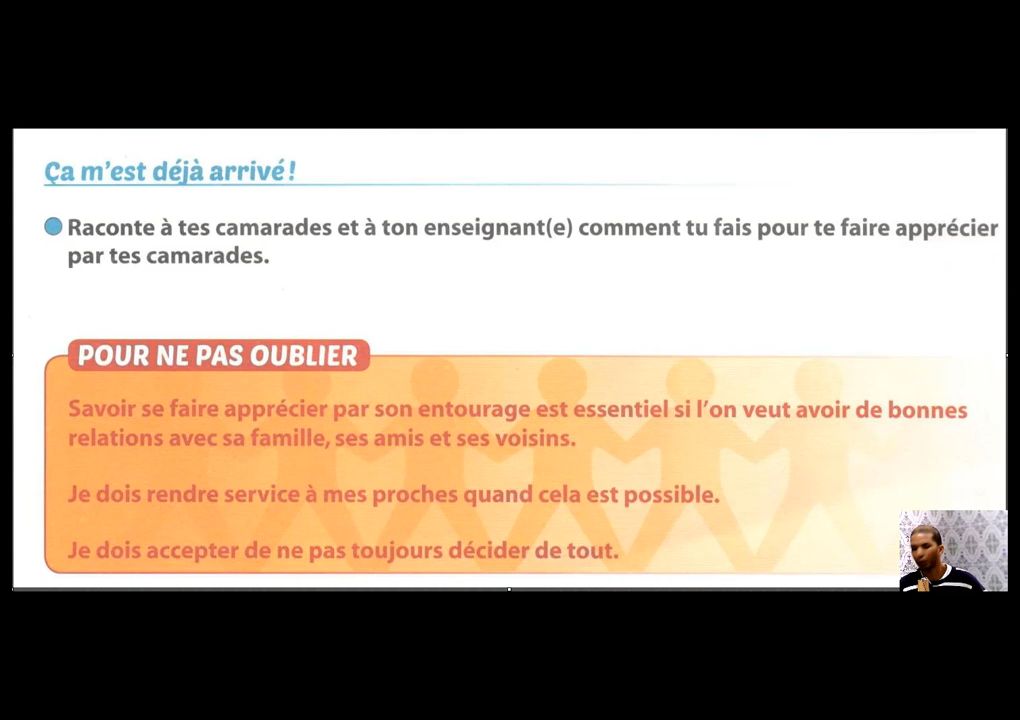 Ça m'est déjà arrivé !
Raconte à tes camarades et à ton enseignant(e) comment tu fais pour te faire apprécier
par tes camarades.
POUR NE PAS OUBLIER
Savoir se faire apprécier par son entourage est essentiel si l'on veut avoir de bonnes
relations avec sa famille, ses amis et ses voisins.
Je dois rendre service à mes proches quand cela est possible.
Je dois accepter de ne pas toujours décider de tout.